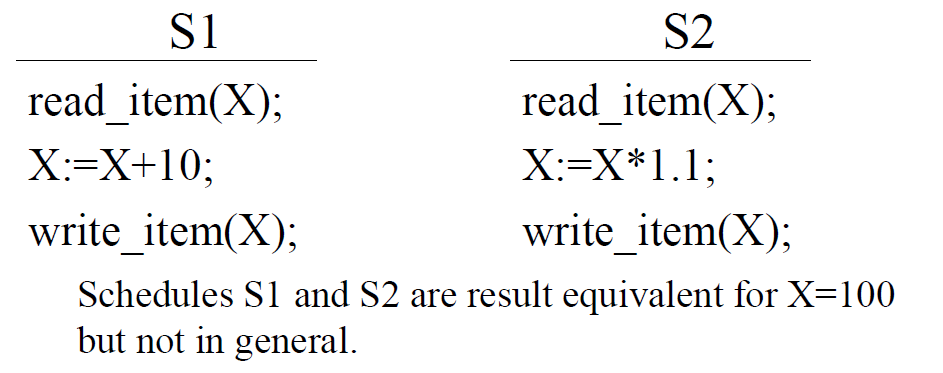 S1
S2
read_item(X);
read_item(X);
X:=X+10;
X:=X*1.1;
write_item(X);
write_item(X);
Schedules S1 and S2 are result equivalent for X=100
but not in general.